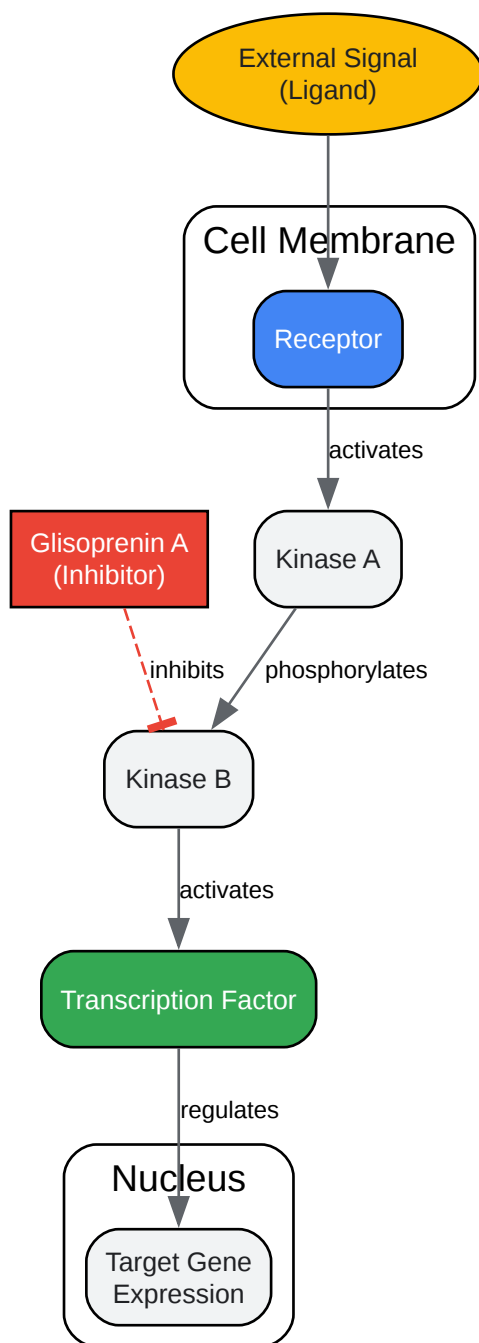 External Signal
(Ligand)
Cell Membrane
Receptor
activates
Glisoprenin A
(Inhibitor)
Kinase A
inhibits
phosphorylates
Kinase B
activates
Transcription Factor
regulates
Nucleus
Target Gene
Expression